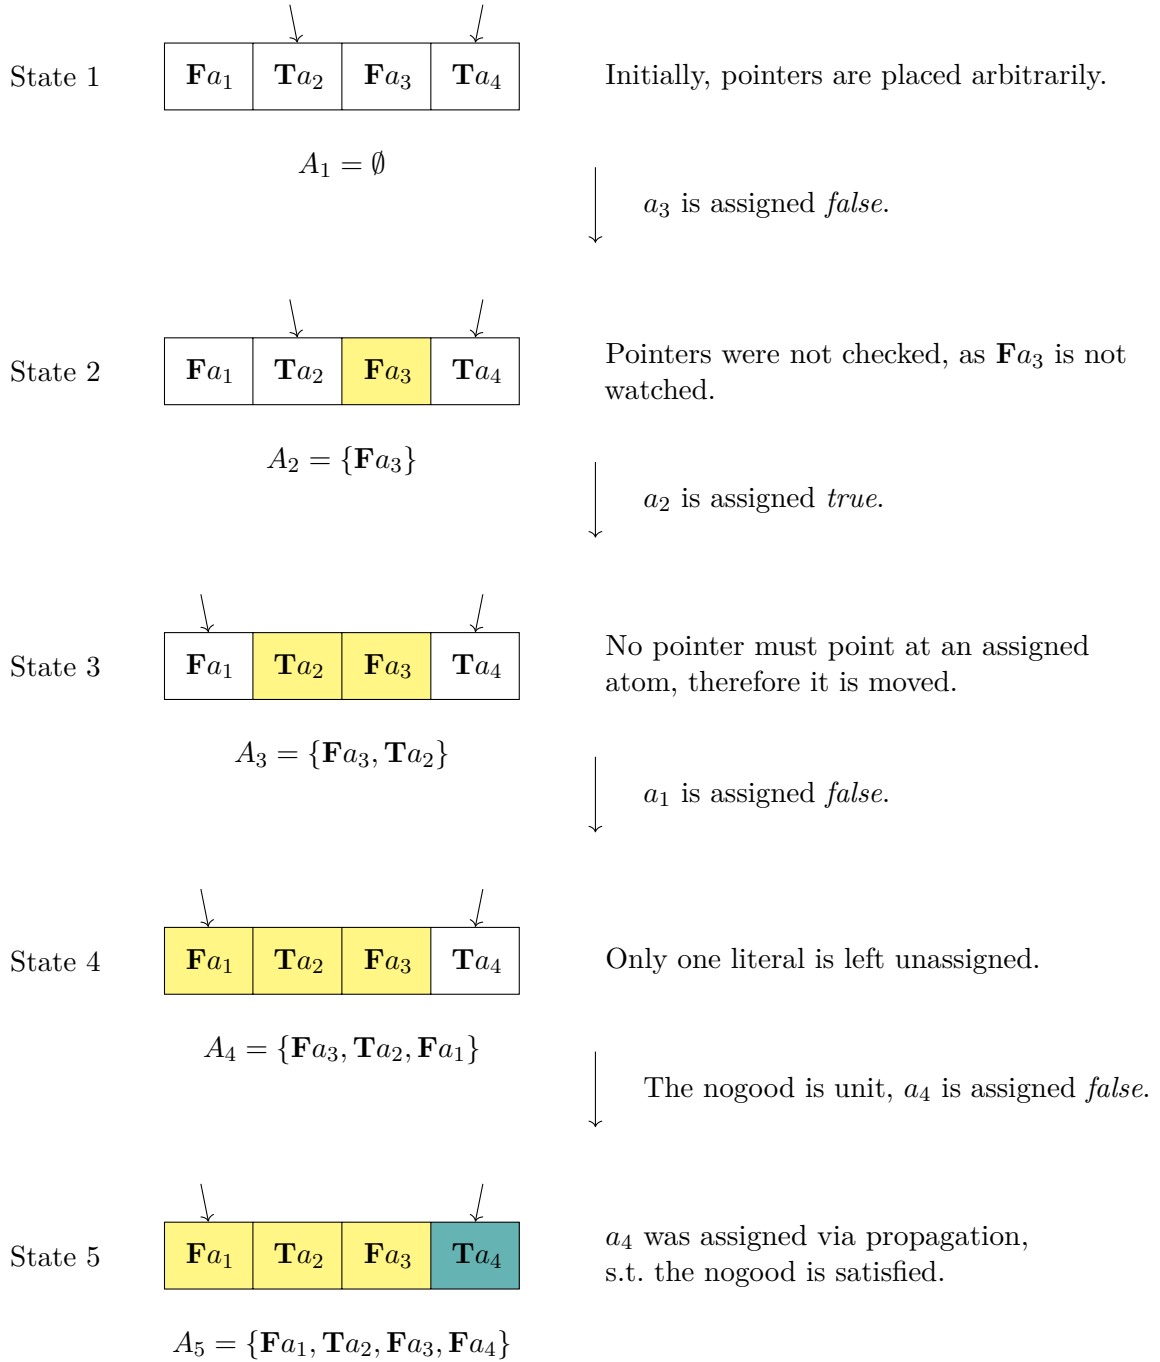 State 1
Fa₁ Ta₂ Fa₃ Ta₄
Initially, pointers are placed arbitrarily.
A₁ = ∅
a₃ is assigned false.
State 2
Fa₁ Ta₂ Fa₃ Ta₄
Pointers were not checked, as Fa₃ is not
watched.
A₂ = {Fa₃}
a₂ is assigned true.
State 3
Fa₁ Ta₂ Fa₃ Ta₄
No pointer must point at an assigned
atom, therefore it is moved.
A₃ = {Fa₃, Ta₂}
a₁ is assigned false.
State 4
Fa₁ Ta₂ Fa₃ Ta₄
Only one literal is left unassigned.
A₄ = {Fa₃, Ta₂, Fa₁}
The nogood is unit, a₄ is assigned false.
State 5
Fa₁ Ta₂ Fa₃ Ta₄
a₄ was assigned via propagation,
s.t. the nogood is satisfied.
A₅ = {Fa₁, Ta₂, Fa₃, Fa₄}